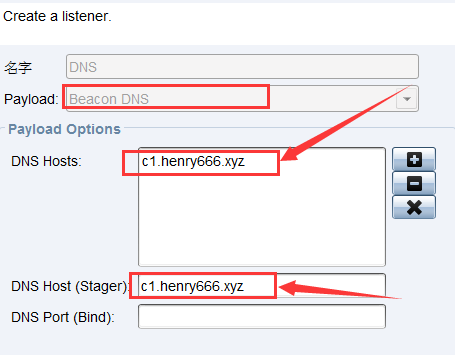 Create a listener.
名字 DNS
Payload: Beacon DNS
Payload Options
DNS Hosts: c1.henry666.xyz
DNS Host (Stager): c1.henry666.xyz
DNS Port (Bind):